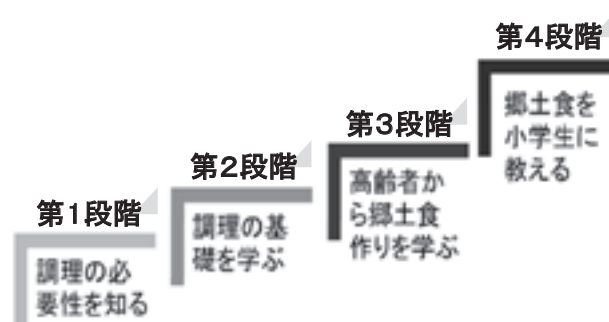 第1段階
調理の必
要性を知る
第2段階
調理の基
礎を学ぶ
第3段階
高齢者か
ら郷土食
作りを学ぶ
第4段階
郷土食を
小学生に
教える